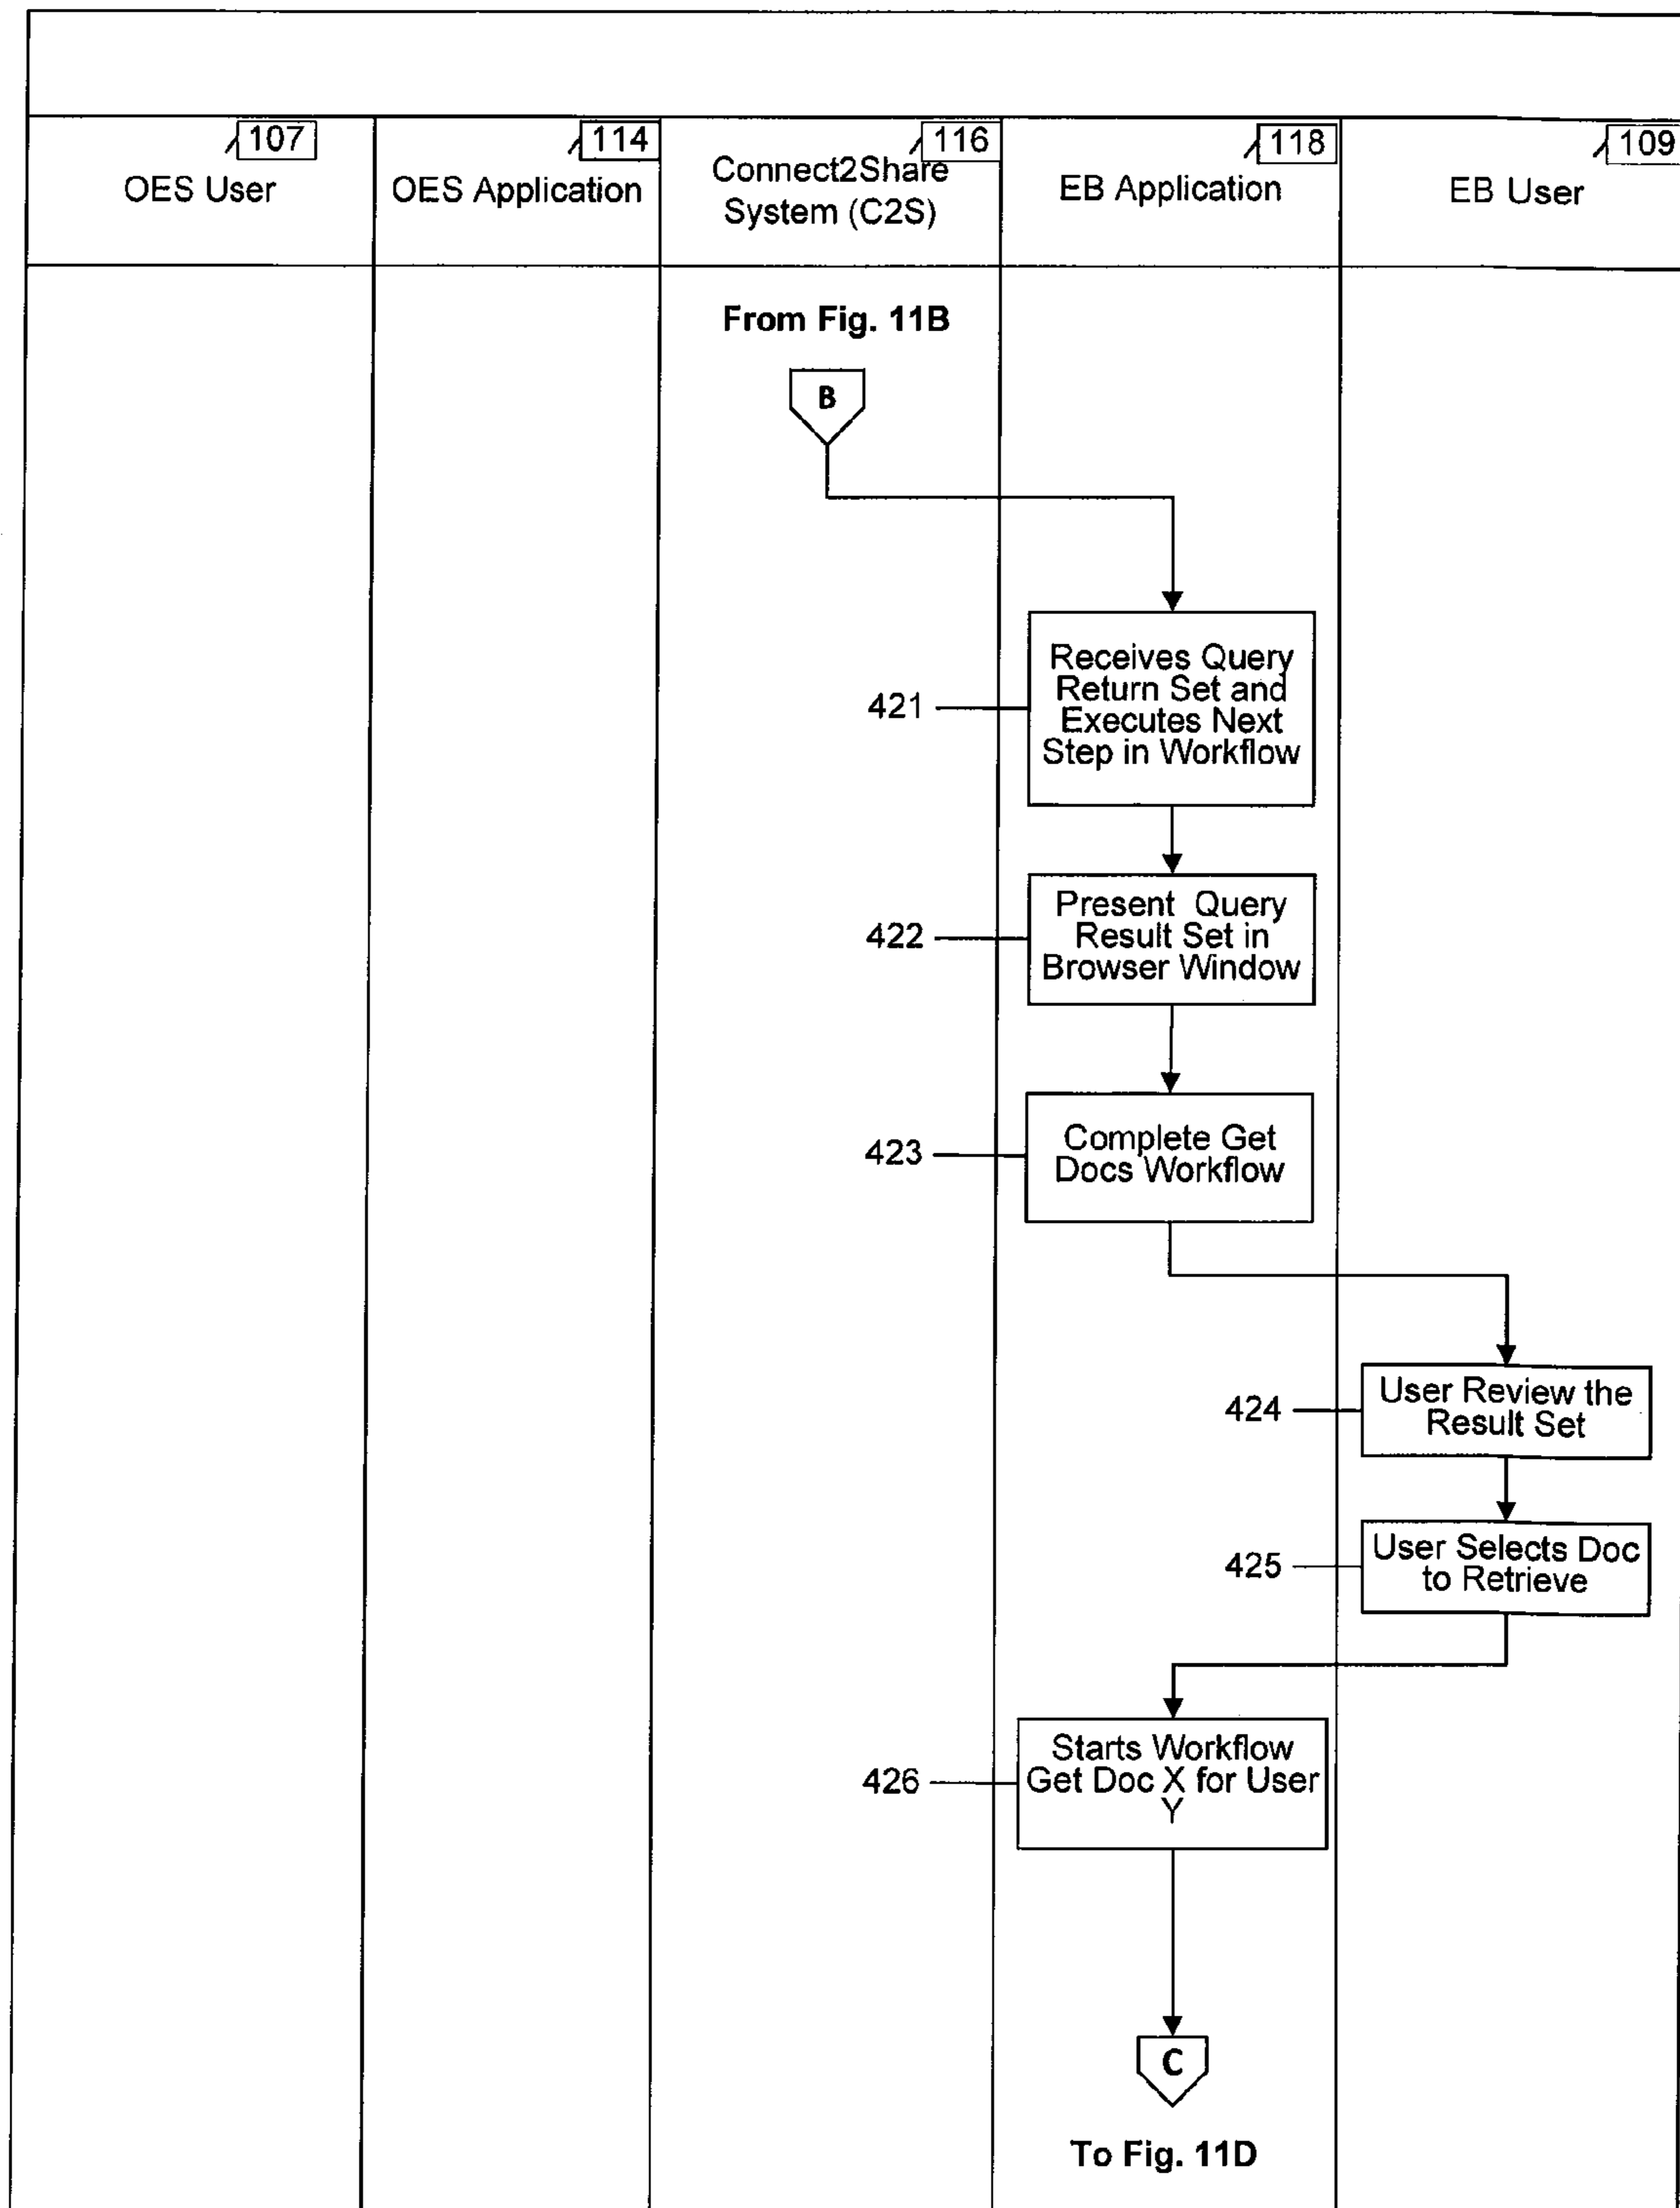 107
OES User
114
OES Application
116
Connect2Share
System (C2S)
118
EB Application
109
EB User
From Fig. 11B
B
421
Receives Query
Return Set and
Executes Next
Step in Workflow
422
Present Query
Result Set in
Browser Window
423
Complete Get
Docs Workflow
424
User Review the
Result Set
425
User Selects Doc
to Retrieve
426
Starts Workflow
Get Doc X for User
Y
C
To Fig. 11D